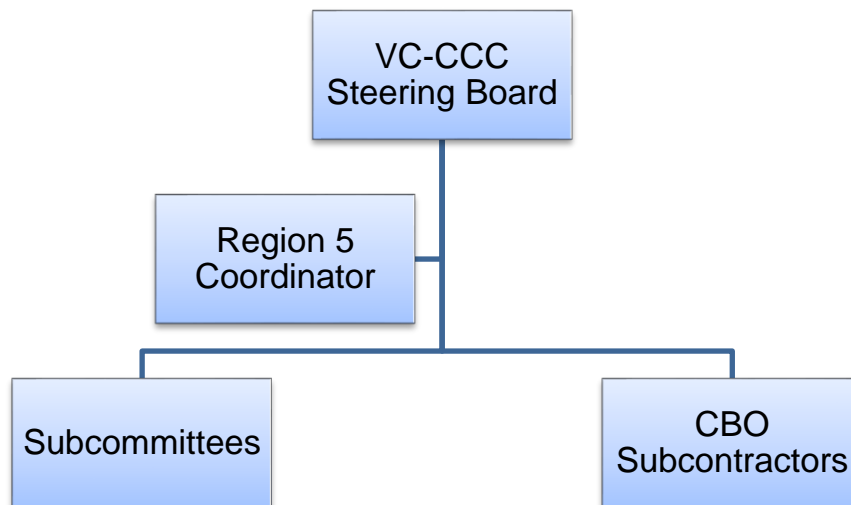 VC-CCC
Steering Board
Region 5
Coordinator
Subcommittees
CBO
Subcontractors